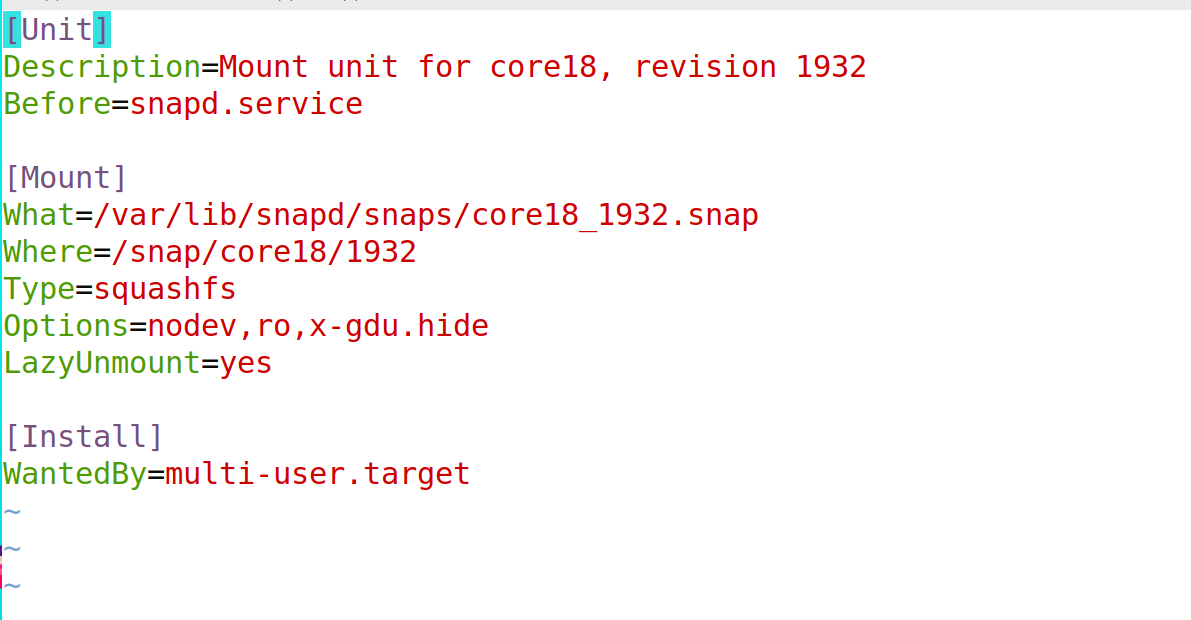 [Unit]
Description=Mount unit for core18, revision 1932
Before=snapd.service

[Mount]
What=/var/lib/snapd/snaps/core18_1932.snap
Where=/snap/core18/1932
Type=squashfs
Options=nodev,ro,x-gdu.hide
LazyUnmount=yes

[Install]
WantedBy=multi-user.target
~
~
~